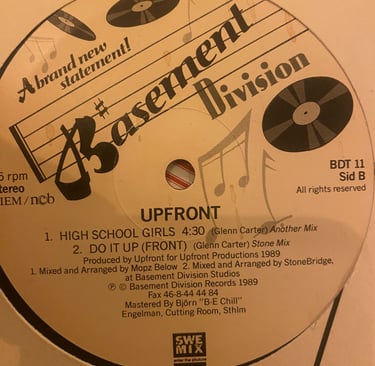 A brand new
statement!
Basement
Division
5 rpm
tereo
IEM/ncb
BDT 11
Sid B
All rights reserved
UPFRONT
1. HIGH SCHOOL GIRLS 4:30 (Glenn Carter) Another Mix
2. DO IT UP (FRONT) (Glenn Carter) Stone Mix
Produced by Upfront for Upfront Productions 1989
1. Mixed and Arranged by Mopz Below 2. Mixed and Arranged by StoneBridge,
at Basement Division Studios
℗ © Basement Division Records 1989
Fax 46-8-44 44 84
Mastered By Björn "B-E Chill"
Engelman, Cutting Room, Sthlm
SWE
MIX